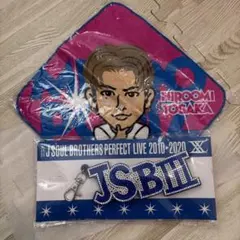 HIROOMI
TOSAKA
J SOUL BROTHERS PERFECT LIVE 2010-2020
JSBIII